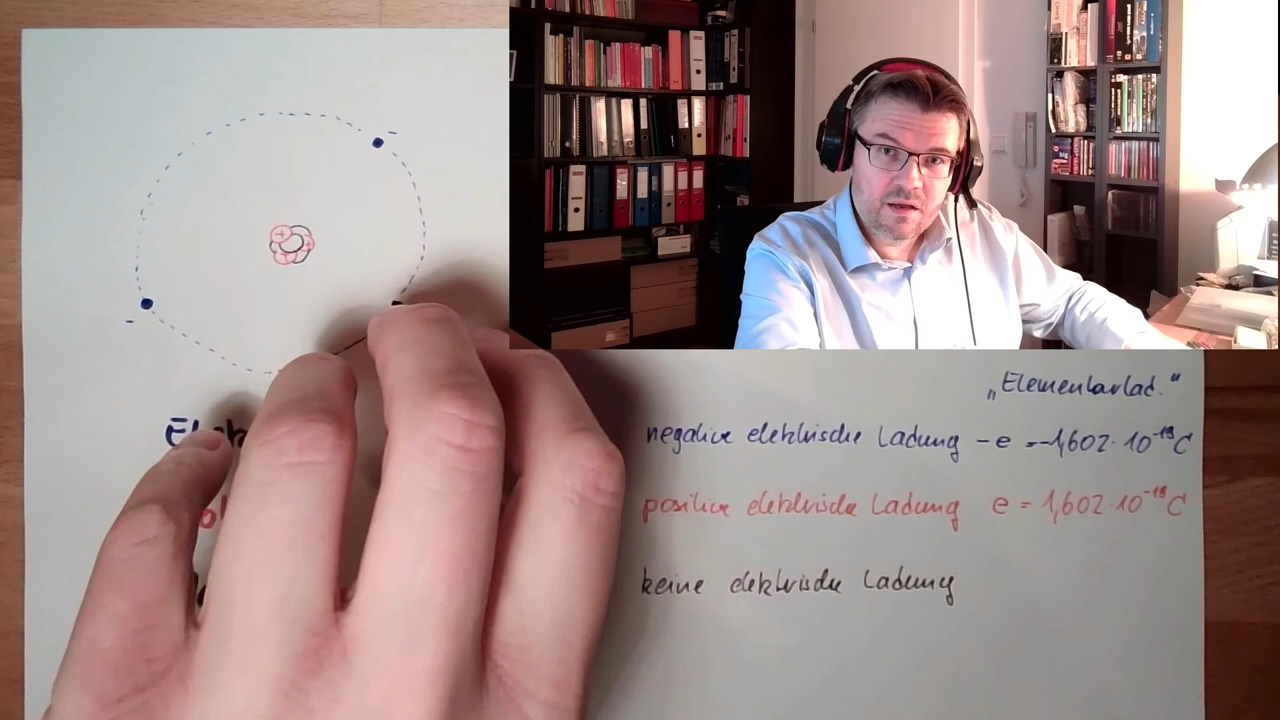 „Elementarlad."
negative elektrische Ladung - e = -1,602 · 10⁻¹⁹ C
positive elektrische Ladung e = 1,602 · 10⁻¹⁹ C
keine elektrische Ladung